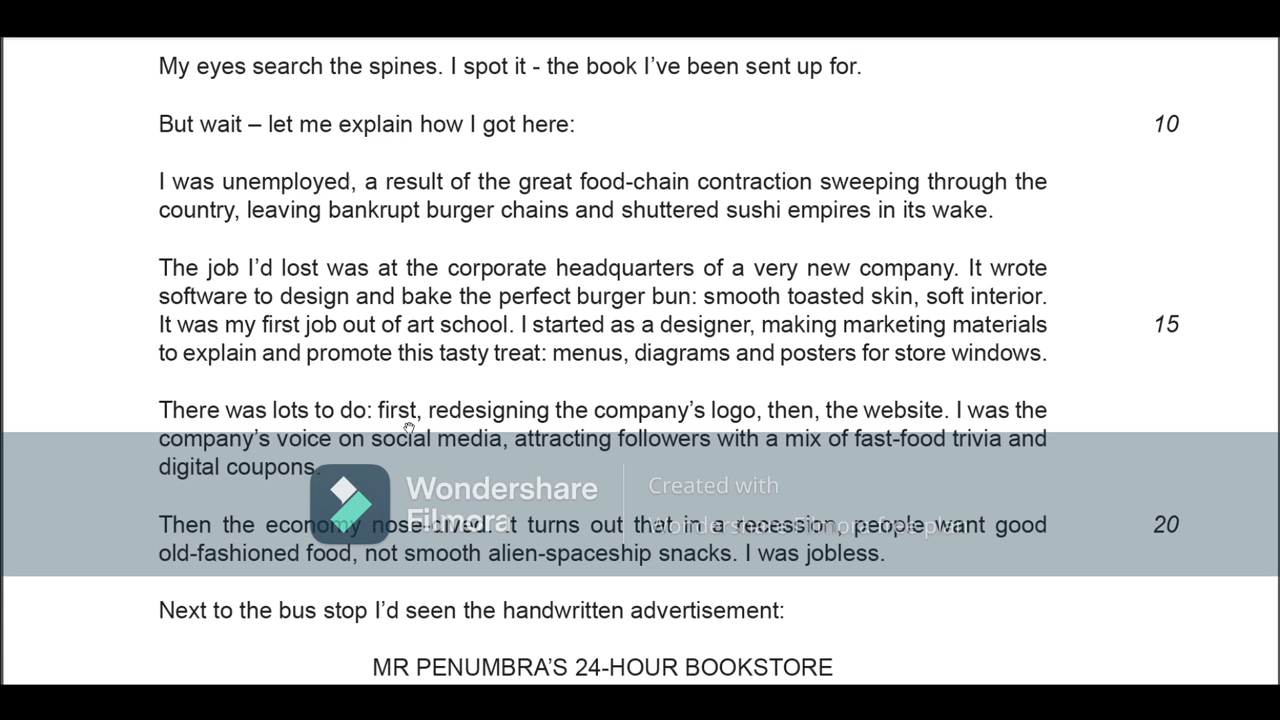 My eyes search the spines. I spot it - the book I've been sent up for.
But wait – let me explain how I got here:
10
I was unemployed, a result of the great food-chain contraction sweeping through the
country, leaving bankrupt burger chains and shuttered sushi empires in its wake.
The job I'd lost was at the corporate headquarters of a very new company. It wrote
software to design and bake the perfect burger bun: smooth toasted skin, soft interior.
It was my first job out of art school. I started as a designer, making marketing materials
15
to explain and promote this tasty treat: menus, diagrams and posters for store windows.
There was lots to do: first, redesigning the company's logo, then, the website. I was the
company's voice on social media, attracting followers with a mix of fast-food trivia and
digital coupons.
Wondershare
Filmora
Created with
Wondershare Filmora free plan
Then the economy nose-dived. It turns out that in a recession, people want good
20
old-fashioned food, not smooth alien-spaceship snacks. I was jobless.
Next to the bus stop I'd seen the handwritten advertisement:
MR PENUMBRA'S 24-HOUR BOOKSTORE